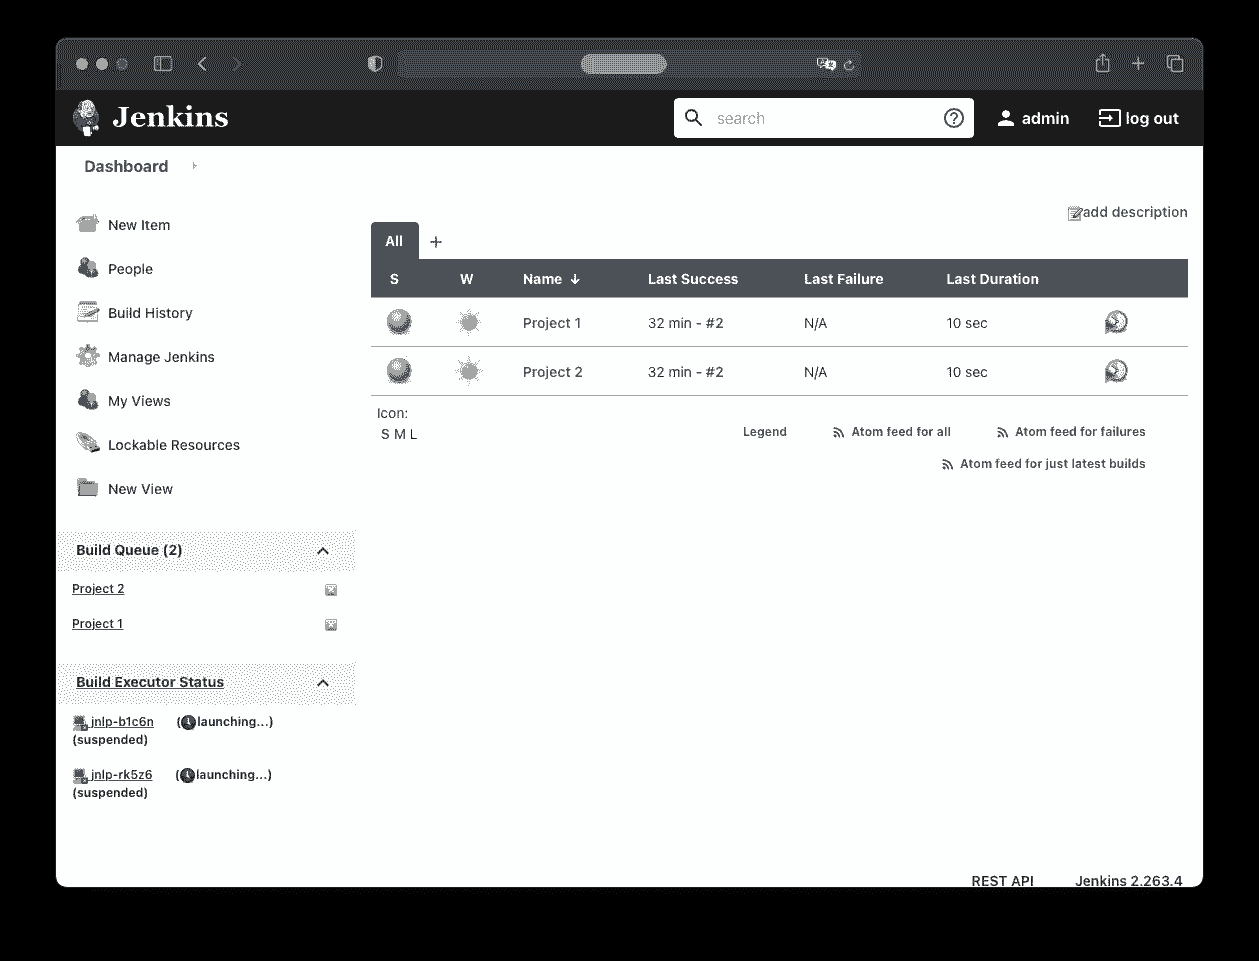 Jenkins
search
admin
log out
Dashboard
add description
New Item
People
Build History
Manage Jenkins
My Views
Lockable Resources
New View
All +
S W Name ↓ Last Success Last Failure Last Duration
Project 1 32 min - #2 N/A 10 sec
Project 2 32 min - #2 N/A 10 sec
Icon:
S M L
Legend Atom feed for all Atom feed for failures
Atom feed for just latest builds
Build Queue (2)
Project 2
Project 1
Build Executor Status
jnlp-b1c6n (launching...)
(suspended)
jnlp-rk5z6 (launching...)
(suspended)
REST API Jenkins 2.263.4